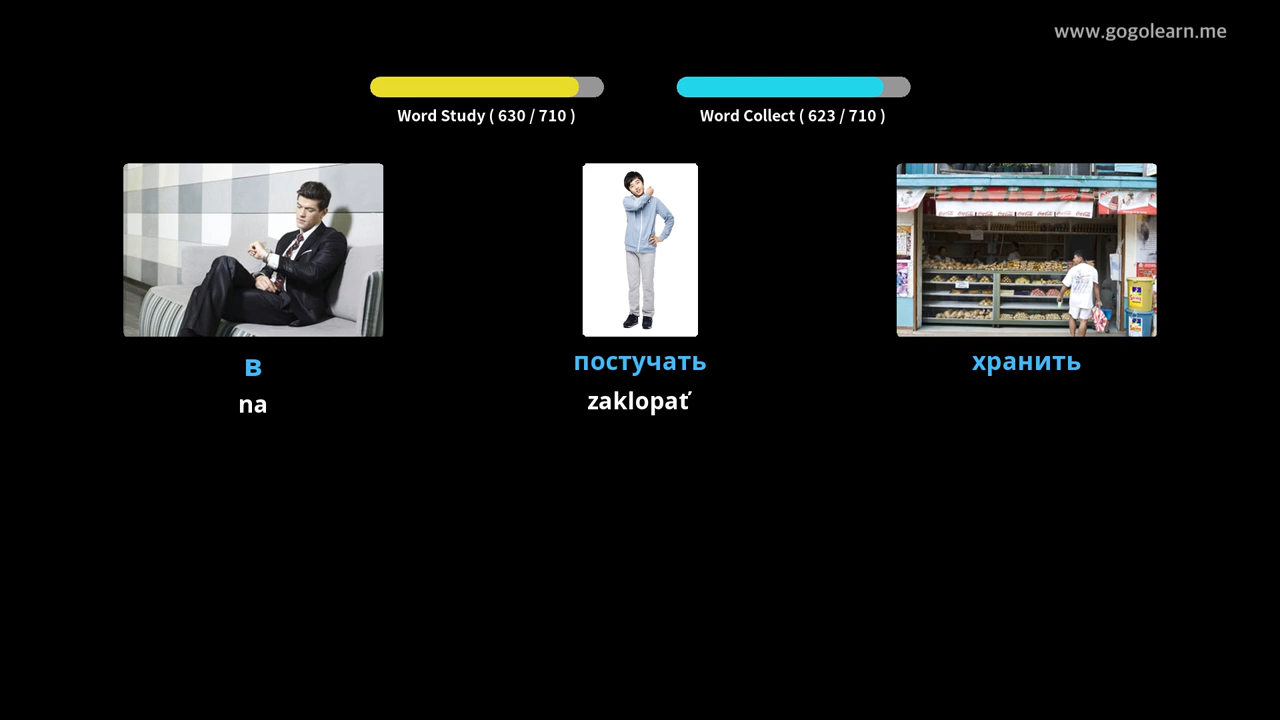 www.gogolearn.me
Word Study ( 630 / 710 )
Word Collect ( 623 / 710 )
в
na
постучать
zaklopať
хранить